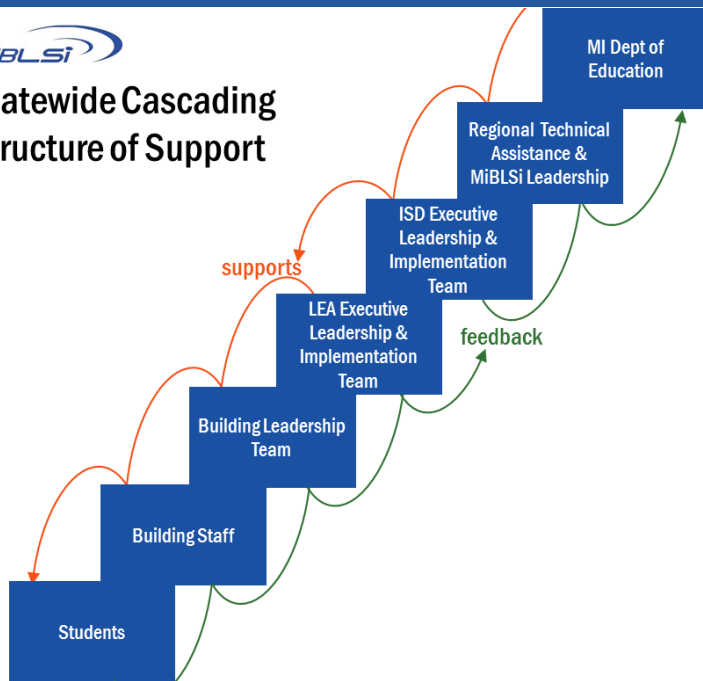 BLSi
atewide Cascading
ructure of Support
MI Dept of
Education
Regional Technical
Assistance &
MiBLSi Leadership
ISD Executive
Leadership &
Implementation
Team
supports
LEA Executive
Leadership &
Implementation
Team
feedback
Building Leadership
Team
Building Staff
Students